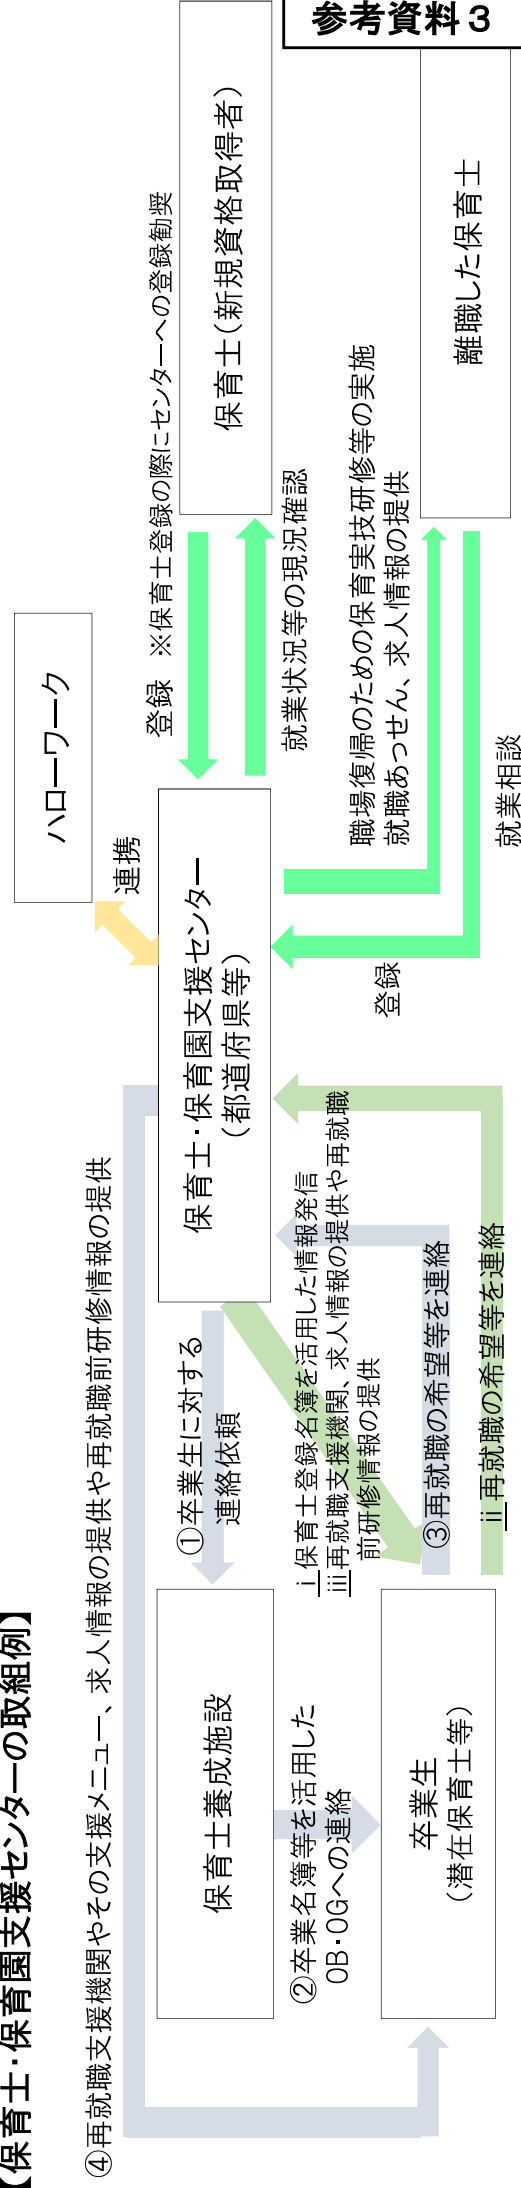 参考資料３
【保育士・保育園支援センターの取組例】
④再就職支援機関やその支援メニュー、求人情報の提供や再就職前研修情報の提供
ハローワーク
連携
保育士養成施設
①卒業生に対する
連絡依頼
保育士・保育園支援センター
（都道府県等）
登録　※保育士登録の際にセンターへの登録勧奨
保育士（新規資格取得者）
就業状況等の現況確認
②卒業名簿等を活用した
OB・OGへの連絡
ⅰ保育士登録名簿を活用した情報発信
ⅲ再就職支援機関、求人情報の提供や再就職
前研修情報の提供
登録
職場復帰のための保育実技研修等の実施
就職あっせん、求人情報の提供
卒業生
（潜在保育士等）
③再就職の希望等を連絡
ⅱ再就職の希望等を連絡
就業相談
離職した保育士